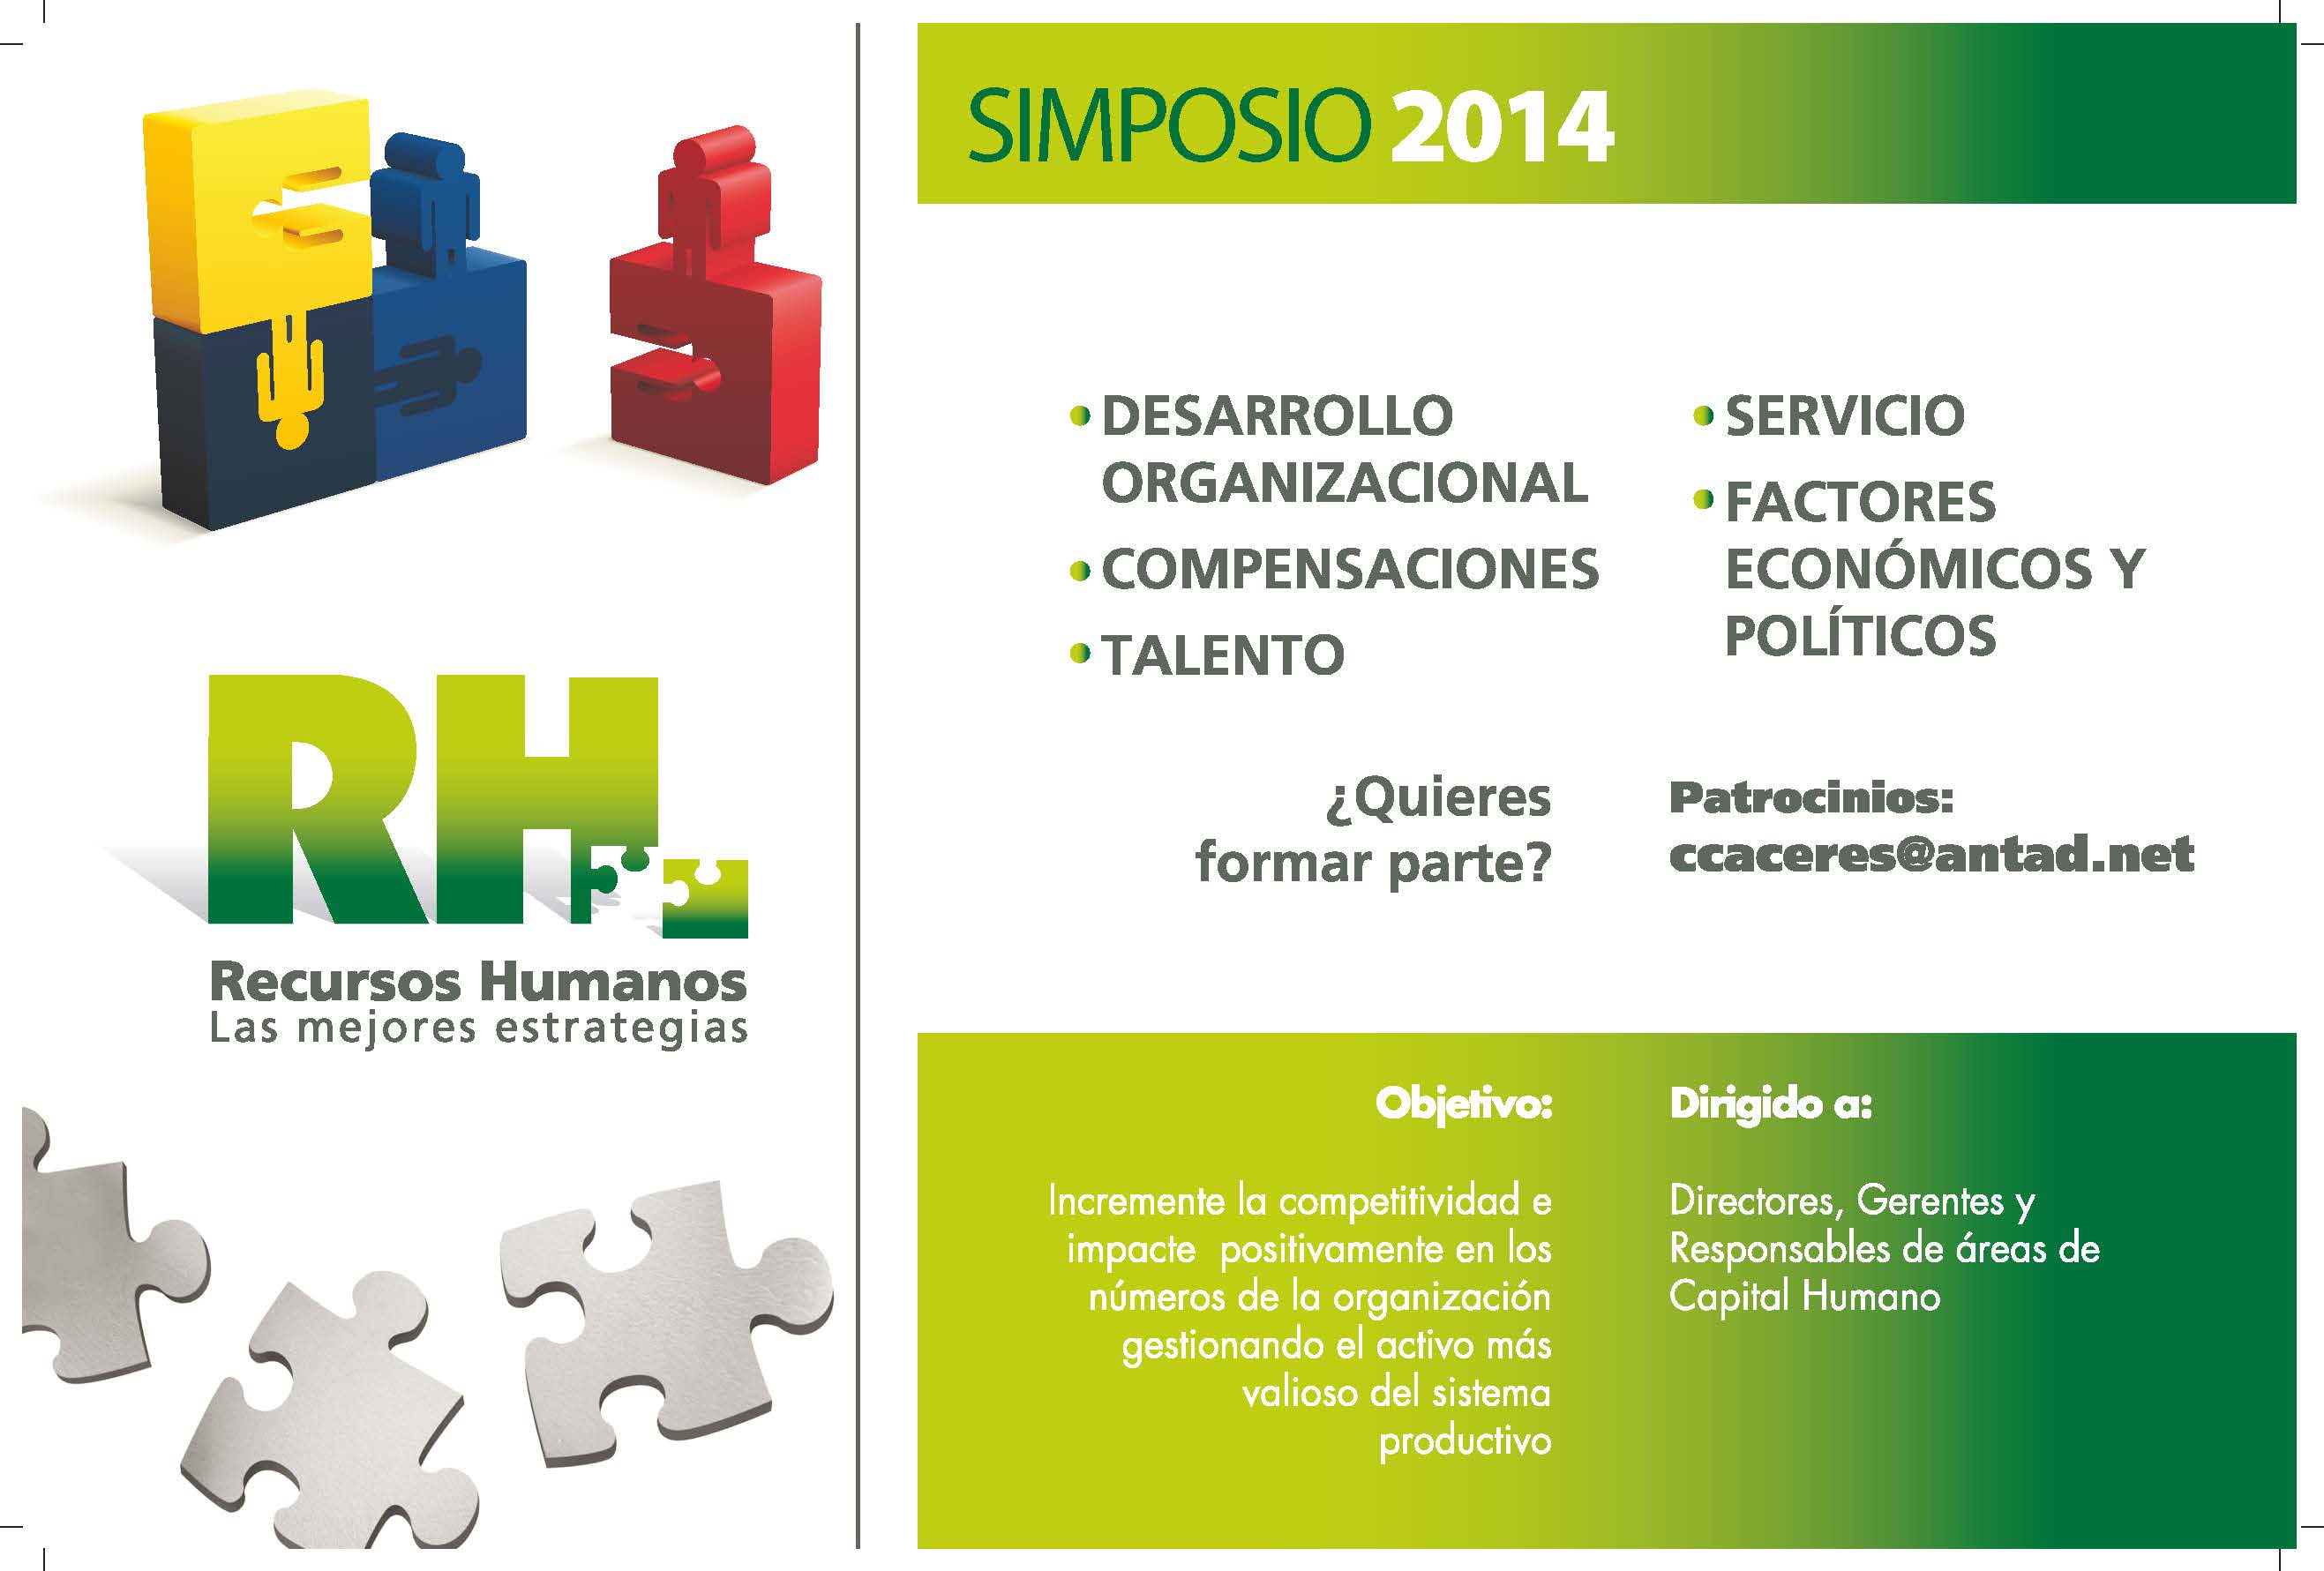 RH
Recursos Humanos
Las mejores estrategias
SIMPOSIO 2014
• DESARROLLO
ORGANIZACIONAL
• COMPENSACIONES
• TALENTO
• SERVICIO
• FACTORES
ECONÓMICOS Y
POLÍTICOS
¿Quieres
formar parte?
Patrocinios:
ccaceres@antad.net
Objetivo:
Incremente la competitividad e
impacte positivamente en los
números de la organización
gestionando el activo más
valioso del sistema
productivo
Dirigido a:
Directores, Gerentes y
Responsables de áreas de
Capital Humano